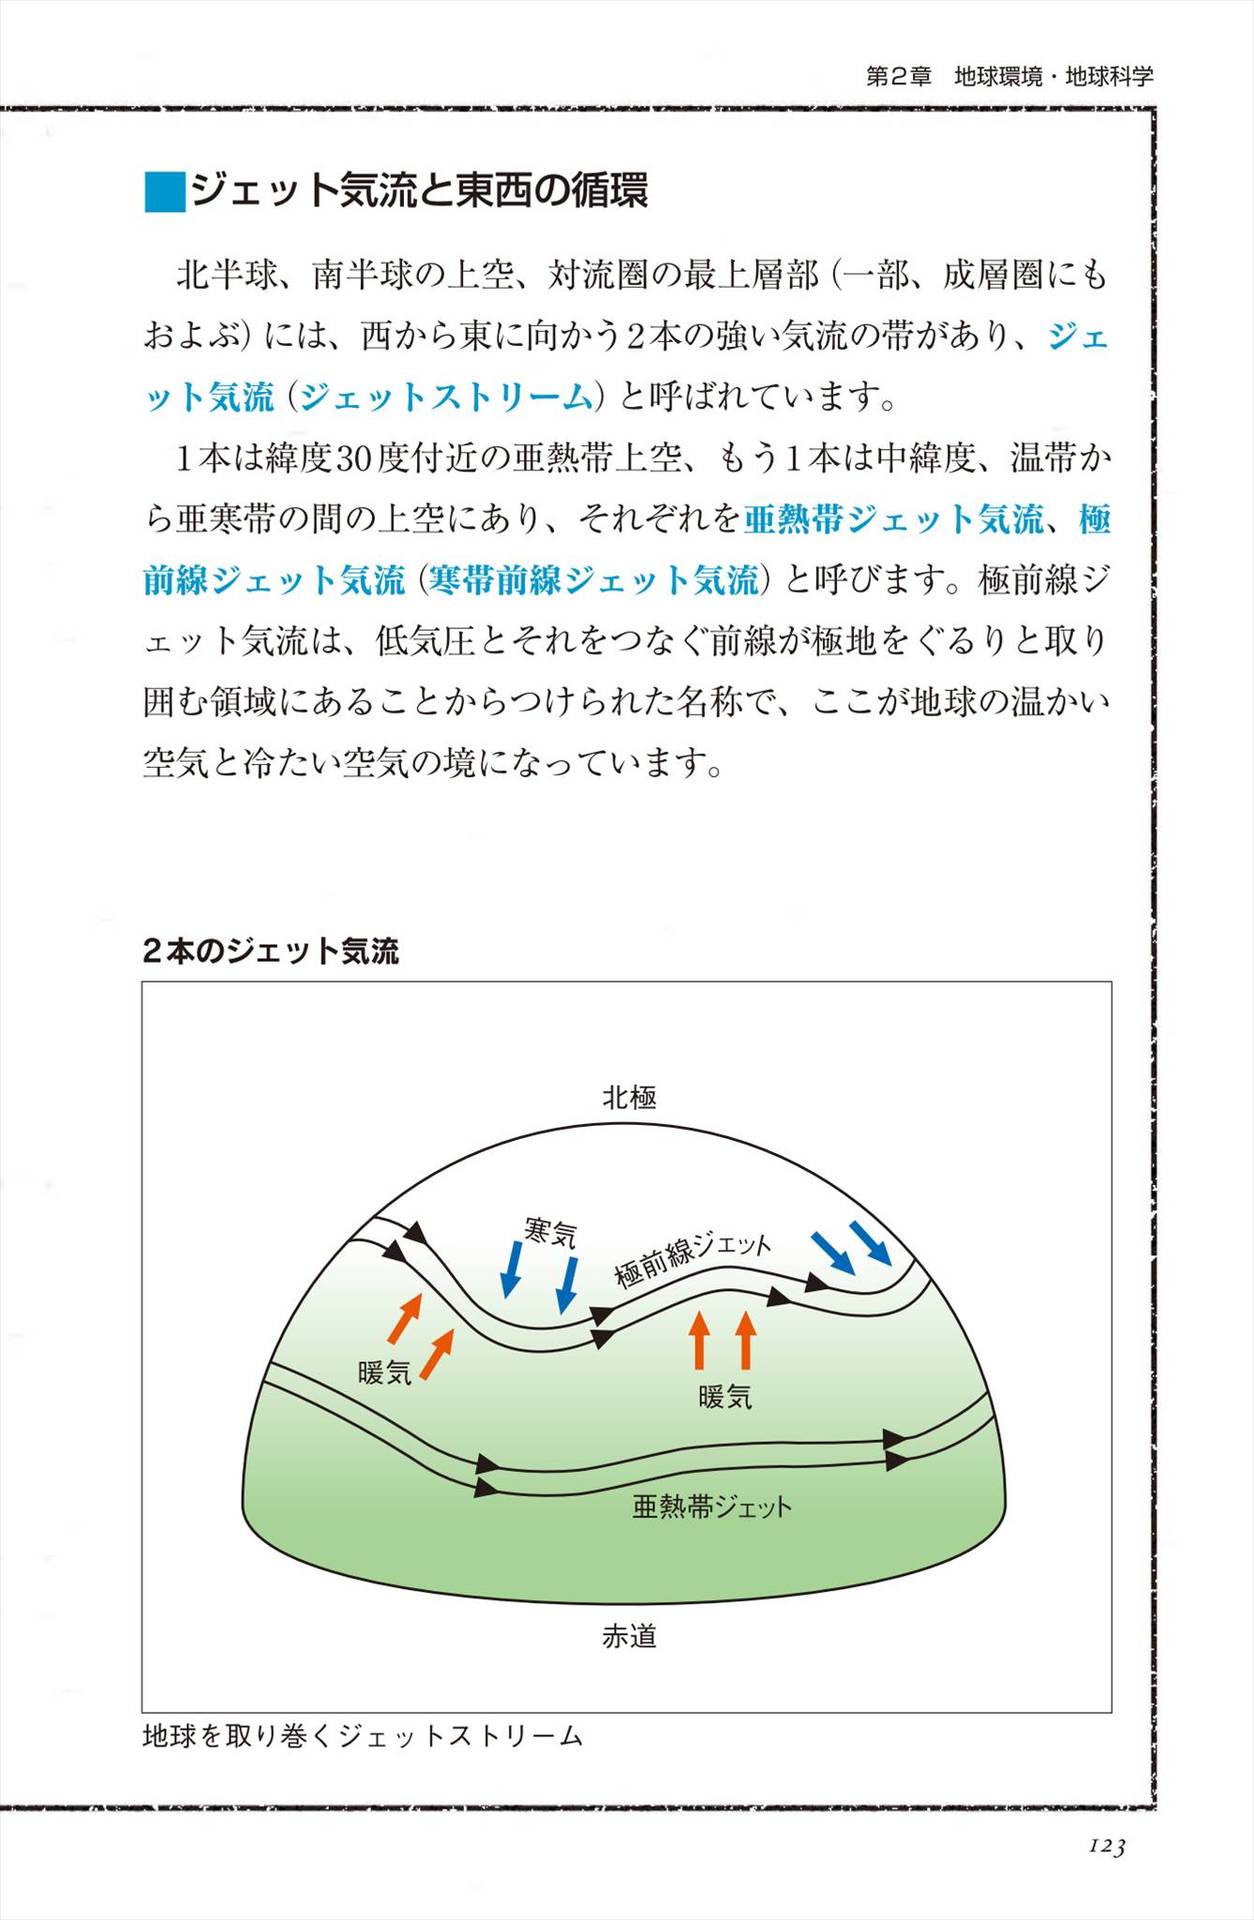 第2章　地球環境・地球科学
ジェット気流と東西の循環
北半球、南半球の上空、対流圏の最上層部（一部、成層圏にも
およぶ）には、西から東に向かう2本の強い気流の帯があり、ジェ
ット気流（ジェットストリーム）と呼ばれています。
1本は緯度30度付近の亜熱帯上空、もう1本は中緯度、温帯か
ら亜寒帯の間の上空にあり、それぞれを亜熱帯ジェット気流、極
前線ジェット気流（寒帯前線ジェット気流）と呼びます。極前線ジ
ェット気流は、低気圧とそれをつなぐ前線が極地をぐるりと取り
囲む領域にあることからつけられた名称で、ここが地球の温かい
空気と冷たい空気の境になっています。
2本のジェット気流
北極
寒気
極前線ジェット
暖気
暖気
亜熱帯ジェット
赤道
地球を取り巻くジェットストリーム
123